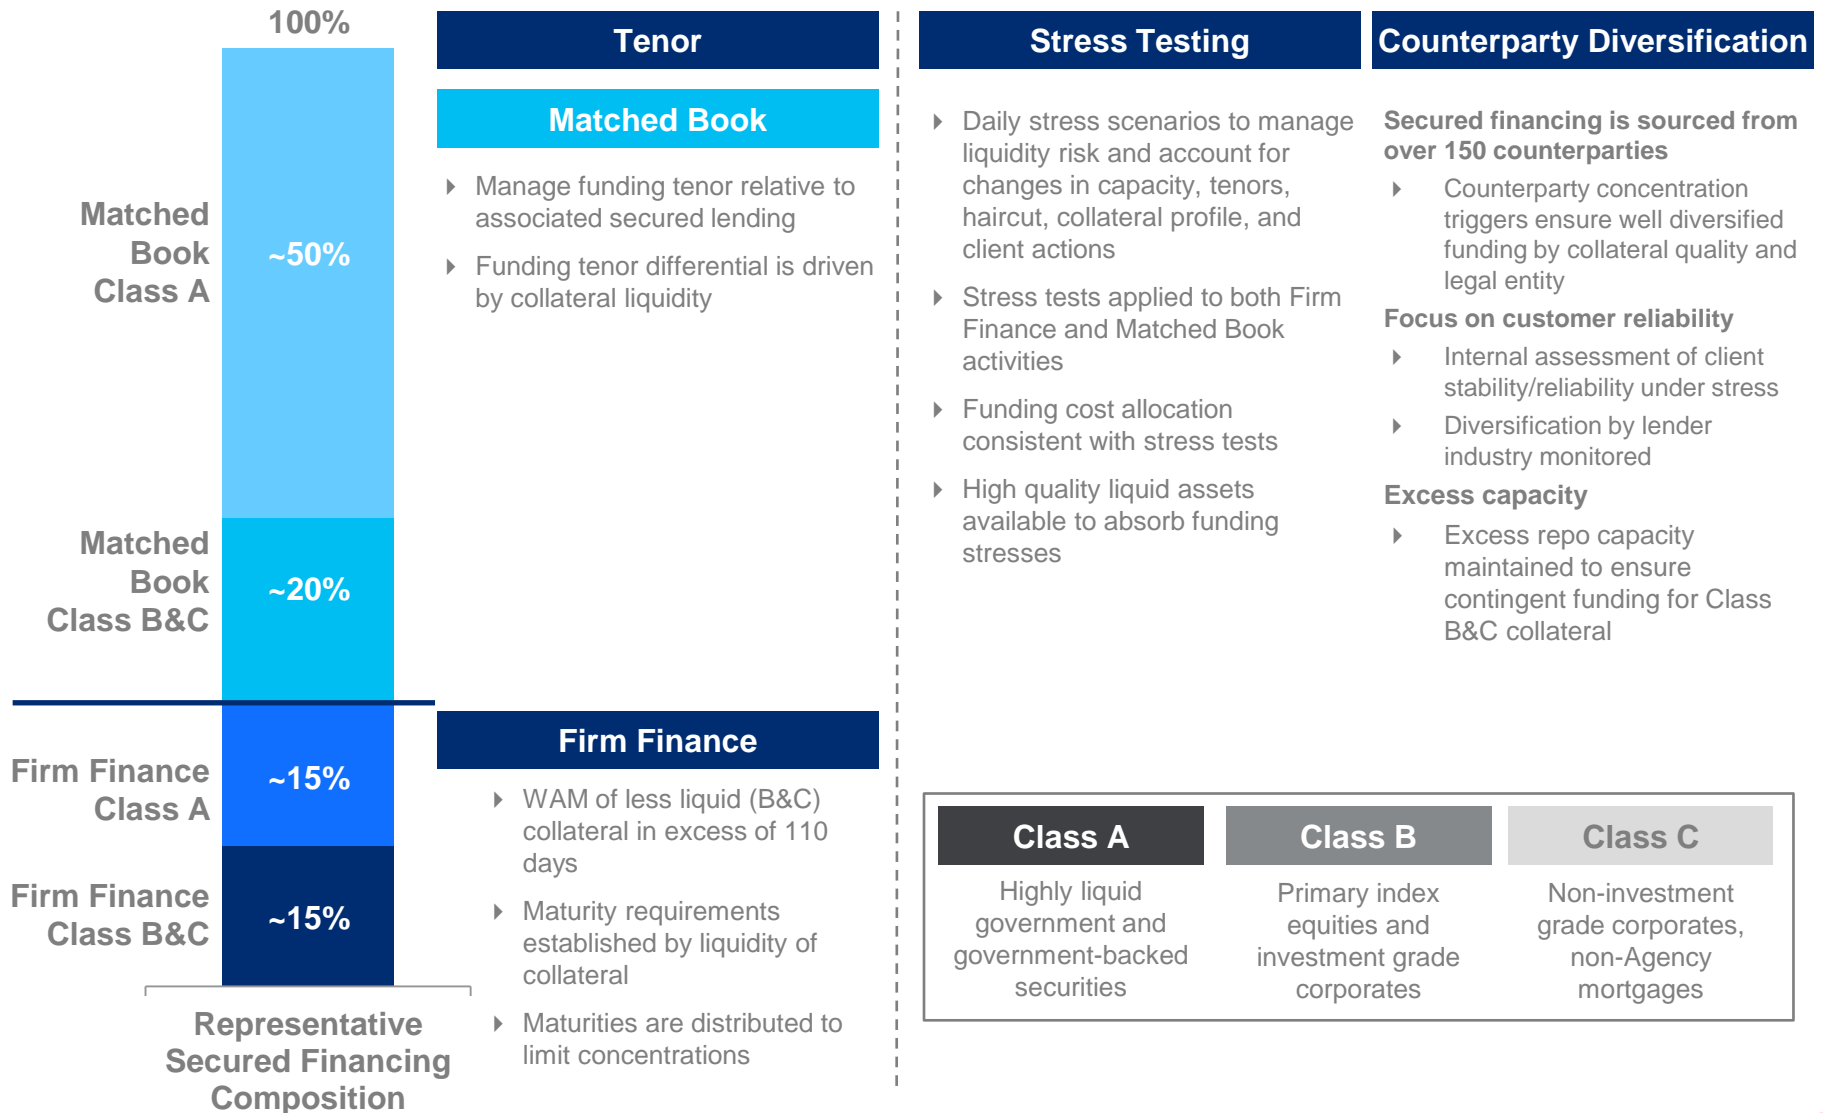 100%
Matched
Book
Class A
~50%
Matched
Book
Class B&C
~20%
Firm Finance
Class A
~15%
Firm Finance
Class B&C
~15%
Representative
Secured Financing
Composition
Tenor
Matched Book
Manage funding tenor relative to
associated secured lending
Funding tenor differential is driven
by collateral liquidity
Firm Finance
WAM of less liquid (B&C)
collateral in excess of 110
days
Maturity requirements
established by liquidity of
collateral
Maturities are distributed to
limit concentrations
Stress Testing
Daily stress scenarios to manage
liquidity risk and account for
changes in capacity, tenors,
haircut, collateral profile, and
client actions
Stress tests applied to both Firm
Finance and Matched Book
activities
Funding cost allocation
consistent with stress tests
High quality liquid assets
available to absorb funding
stresses
Counterparty Diversification
Secured financing is sourced from
over 150 counterparties
Counterparty concentration
triggers ensure well diversified
funding by collateral quality and
legal entity
Focus on customer reliability
Internal assessment of client
stability/reliability under stress
Diversification by lender
industry monitored
Excess capacity
Excess repo capacity
maintained to ensure
contingent funding for Class
B&C collateral
Class A
Highly liquid
government and
government-backed
securities
Class B
Primary index
equities and
investment grade
corporates
Class C
Non-investment
grade corporates,
non-Agency
mortgages